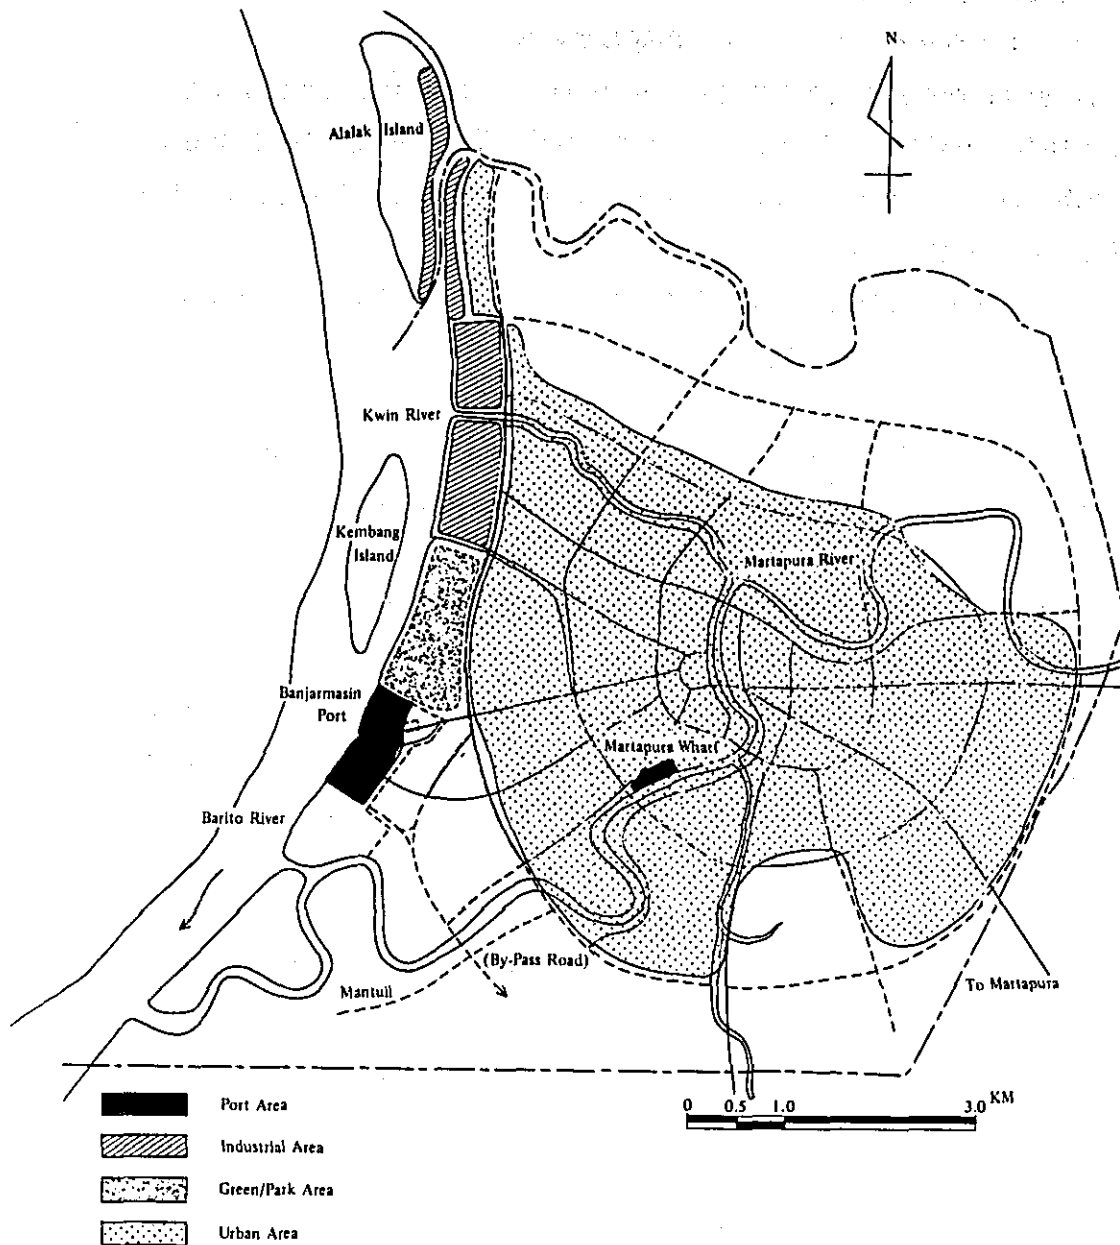 N
Alalak Island
Kwin River
Kembang
Island
Martapura River
Banjarmasin
Port
Martapura Wharf
Barito River
(By-Pass Road)
Mantuil
To Martapura
0 0.5 1.0 3.0 KM
Port Area
Industrial Area
Green/Park Area
Urban Area